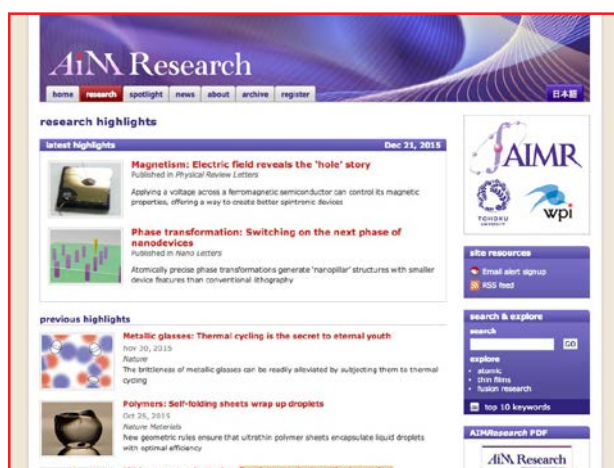 AIMResearch
home research spotlight news about archive register
日本語
research highlights
latest highlights Dec 21, 2015
Magnetism: Electric field reveals the 'hole' story
Published in Physical Review Letters
Applying a voltage across a ferromagnetic semiconductor can control its magnetic
properties, offering a way to create better spintronic devices
Phase transformation: Switching on the next phase of
nanodevices
Published in Nano Letters
Atomically precise phase transformations generate 'nanopillar' structures with smaller
device features than conventional lithography
previous highlights
Metallic glasses: Thermal cycling is the secret to eternal youth
nov 30, 2015
Nature
The brittleness of metallic glasses can be readily alleviated by subjecting them to thermal
cycling
Polymers: Self-folding sheets wrap up droplets
Oct 25, 2015
Nature Materials
New geometric rules ensure that ultrathin polymer sheets encapsulate liquid droplets
with optimal efficiency
AIMR
TOHOKU
UNIVERSITY
wpi
site resources
Email alert signup
RSS feed
search & explore
search
GO
explore
atomic
thin films
fusion research
top 10 keywords
AIMResearch PDF
AIMResearch